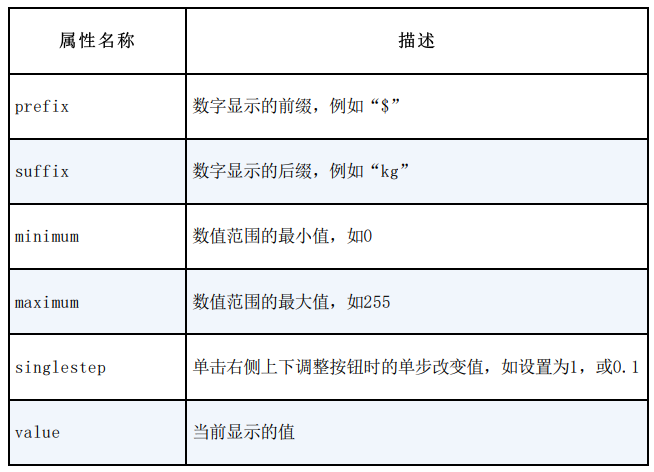 属性名称 描述
prefix 数字显示的前缀，例如“$”
suffix 数字显示的后缀，例如“kg”
minimum 数值范围的最小值，如0
maximum 数值范围的最大值，如255
singlestep 单击右侧上下调整按钮时的单步改变值，如设置为1，或0.1
value 当前显示的值